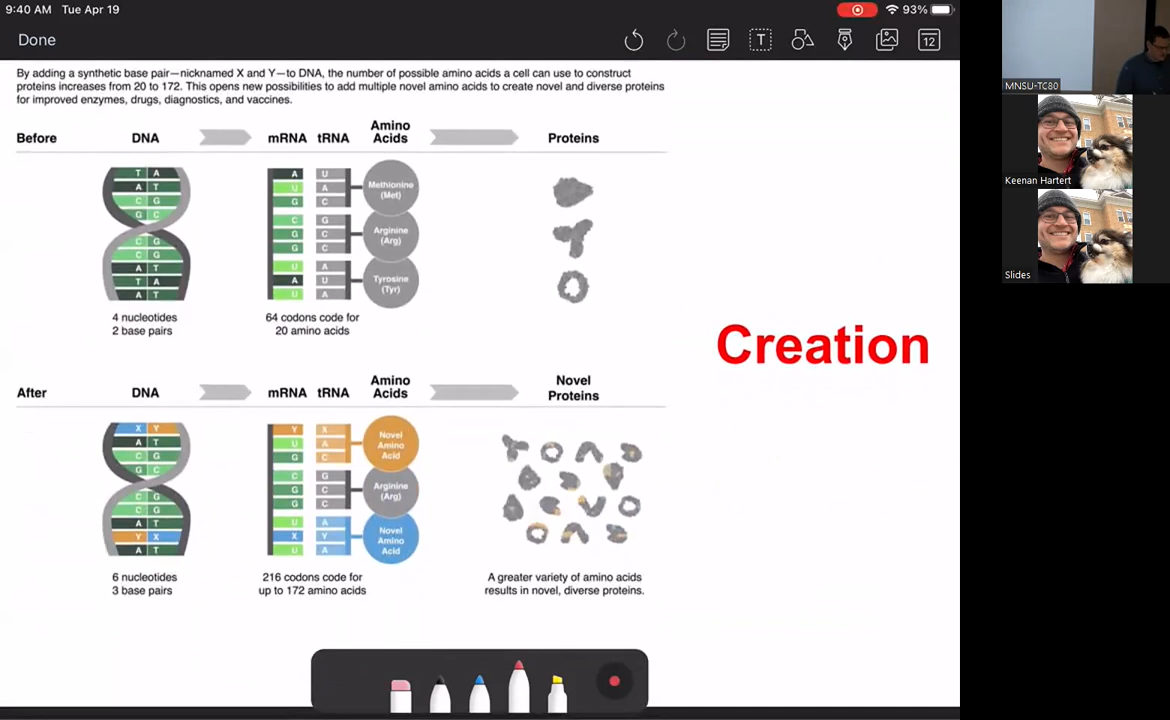 9:40 AM Tue Apr 19
93%
Done
T
12
By adding a synthetic base pair—nicknamed X and Y—to DNA, the number of possible amino acids a cell can use to construct
proteins increases from 20 to 172. This opens new possibilities to add multiple novel amino acids to create novel and diverse proteins
for improved enzymes, drugs, diagnostics, and vaccines.
Before
DNA
mRNA
tRNA
Amino
Acids
Proteins
T A
A T
C G
G C
C G
C G
A T
T A
A T
A U
U A
G C
C G
G C
G C
U A
A U
U A
Methionine
(Met)
Arginine
(Arg)
Tyrosine
(Tyr)
4 nucleotides
2 base pairs
64 codons code for
20 amino acids
Creation
After
DNA
mRNA
tRNA
Amino
Acids
Novel
Proteins
X Y
A T
C G
G C
C G
C G
A T
Y X
A T
Y X
U A
G C
C G
G C
G C
U A
X Y
U A
Novel
Amino
Acid
Arginine
(Arg)
Novel
Amino
Acid
6 nucleotides
3 base pairs
216 codons code for
up to 172 amino acids
A greater variety of amino acids
results in novel, diverse proteins.
MNSU-TC80
Keenan Hartert
Slides